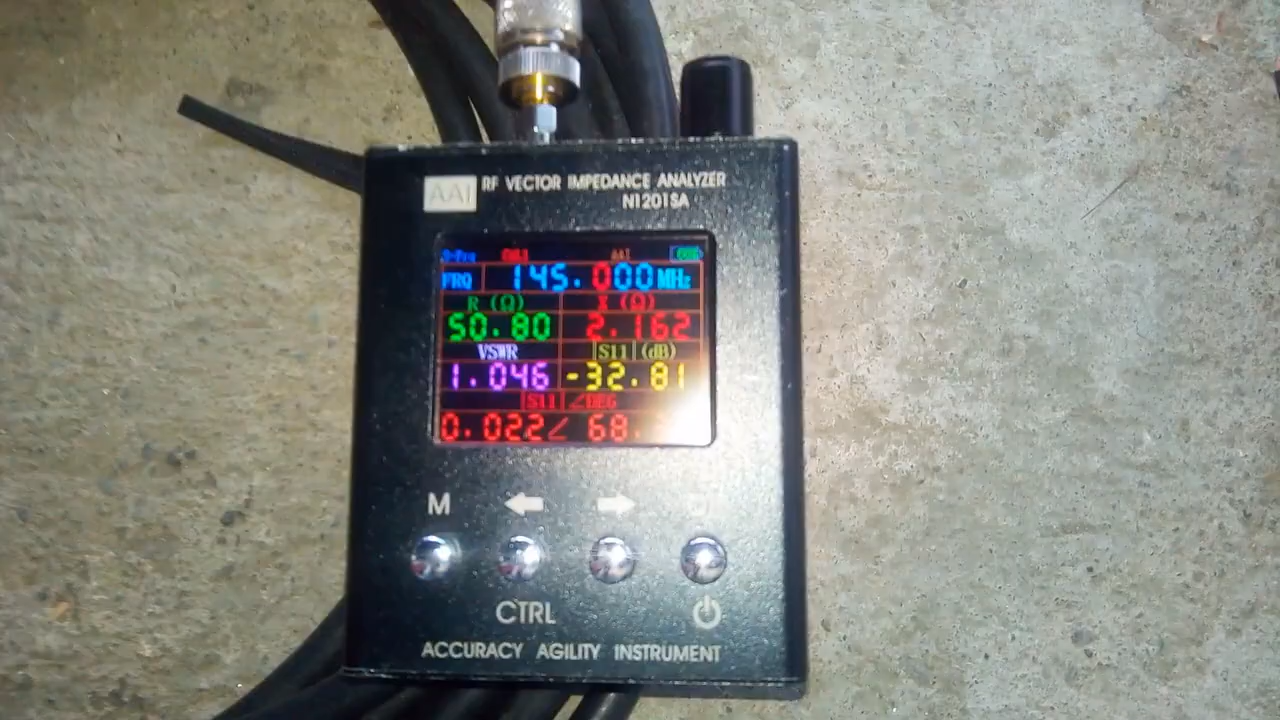 AAI RF VECTOR IMPEDANCE ANALYZER
N1201SA
AAI
FRQ 145.000MHz
R (Ω) X (Ω)
50.80 2.162
VSWR |S11|(dB)
1.046 -32.81
|S11|∠DEG
0.022∠ 68.
M
CTRL
ACCURACY AGILITY INSTRUMENT